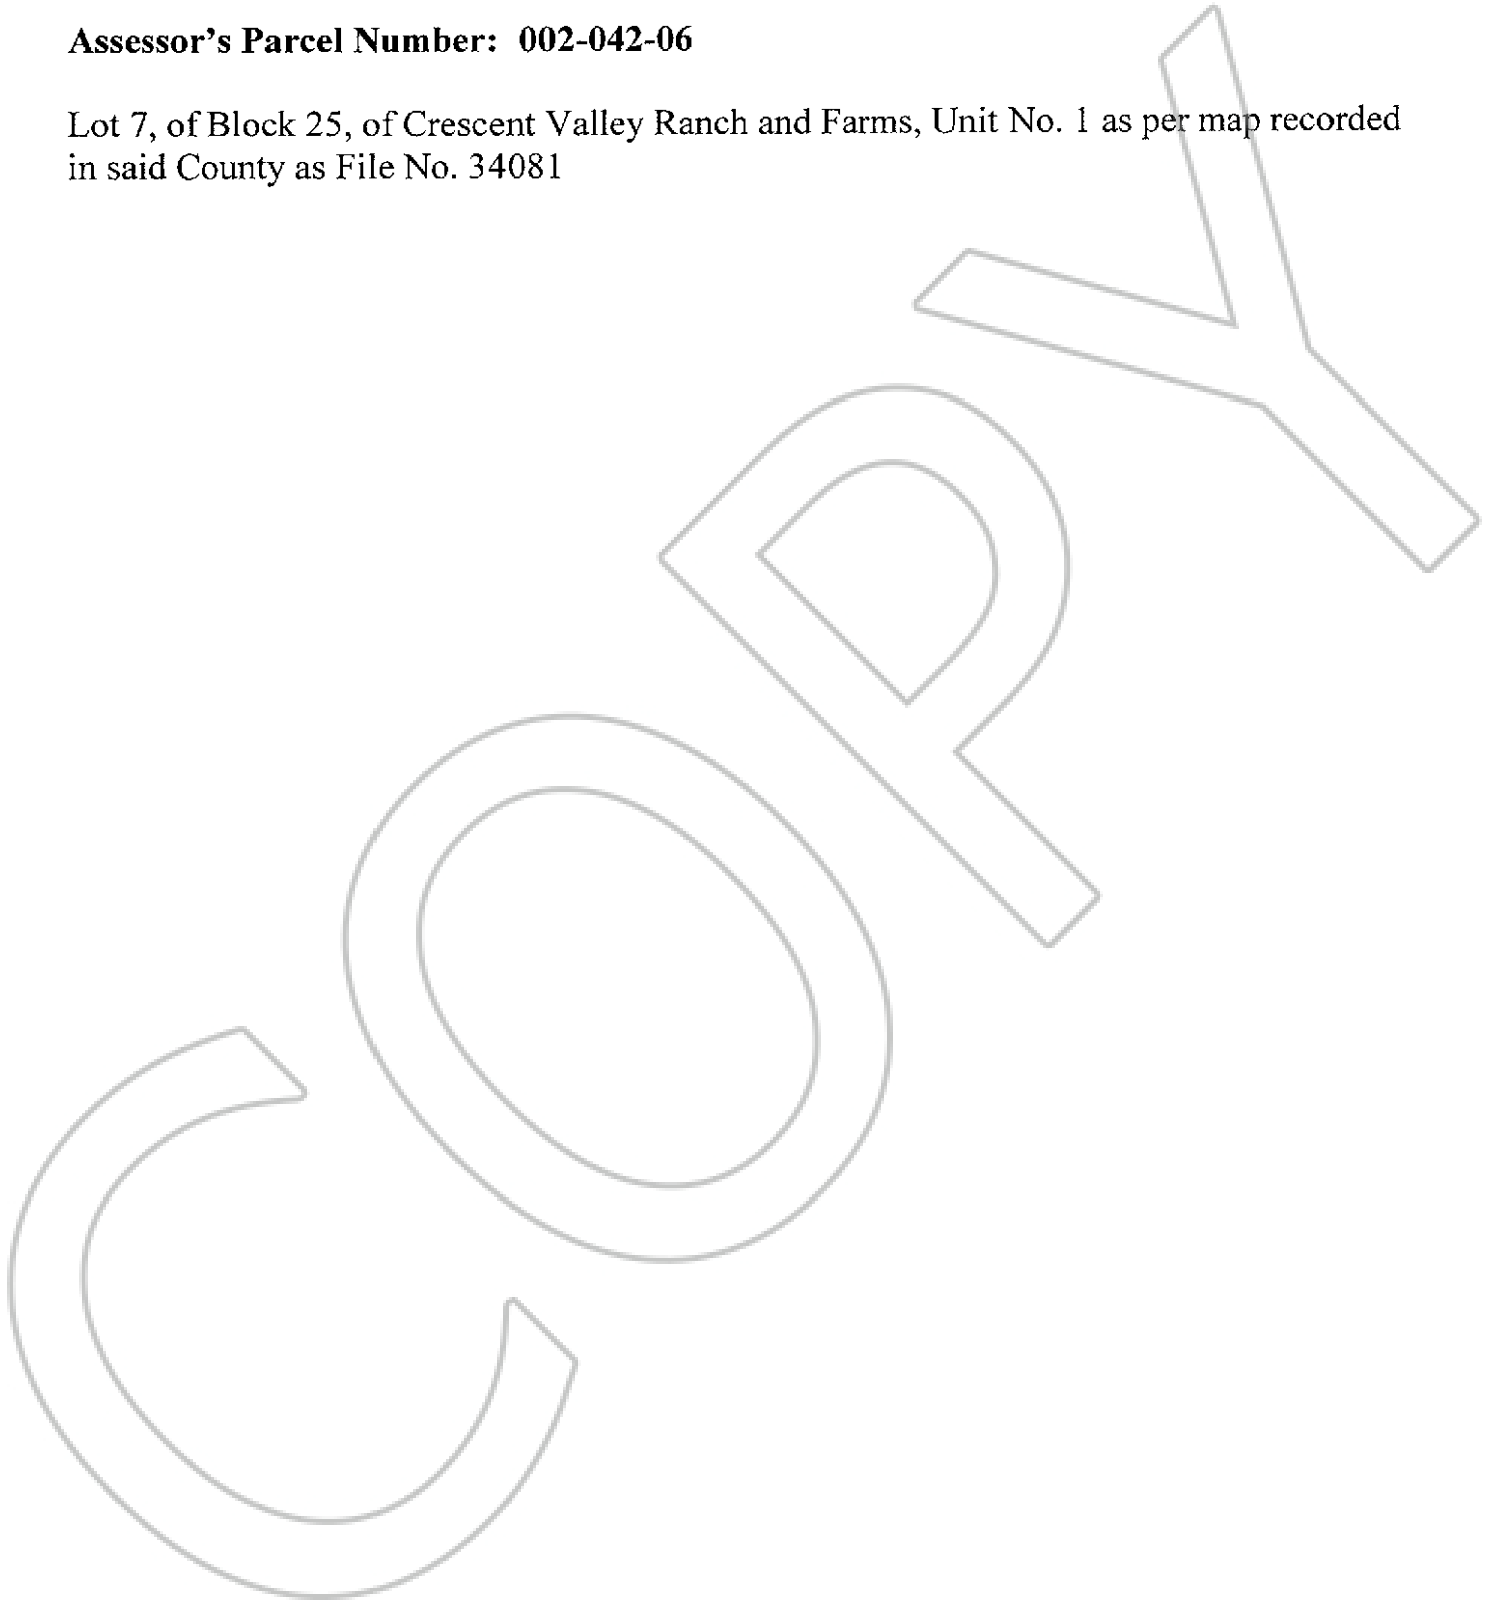 Assessor's Parcel Number: 002-042-06
Lot 7, of Block 25, of Crescent Valley Ranch and Farms, Unit No. 1 as per map recorded
in said County as File No. 34081
COPY